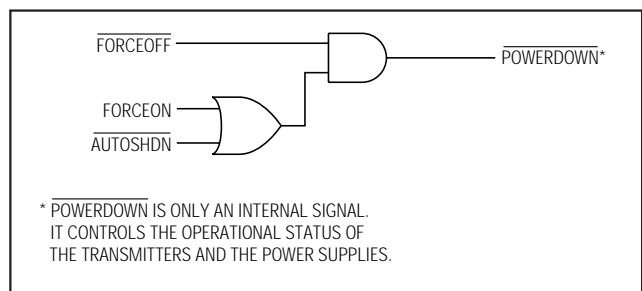 FORCEOFF
POWERDOWN*
FORCEON
AUTOSHDN
* POWERDOWN IS ONLY AN INTERNAL SIGNAL.
IT CONTROLS THE OPERATIONAL STATUS OF
THE TRANSMITTERS AND THE POWER SUPPLIES.